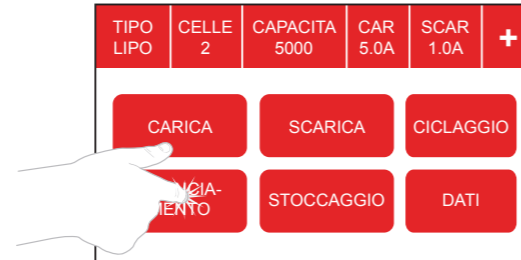 TIPO CELLE CAPACITA CAR SCAR +
LIPO 2 5000 5.0A 1.0A
CARICA SCARICA CICLAGGIO
STOCCAGGIO DATI